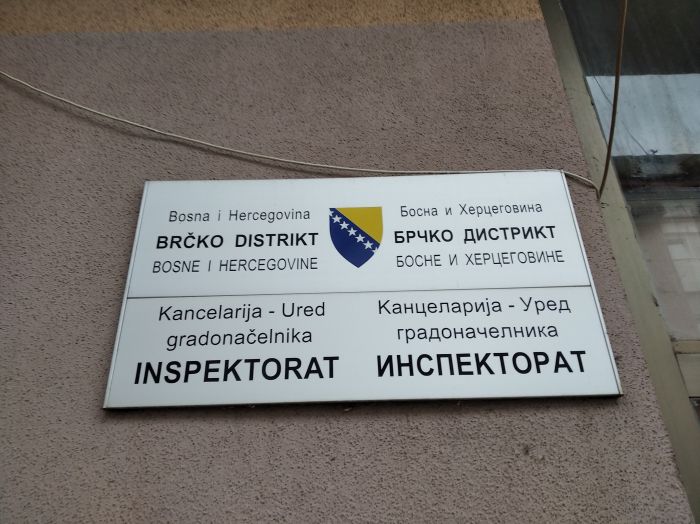 Bosna i Hercegovina
BRČKO DISTRIKT
BOSNE I HERCEGOVINE
Босна и Херцеговина
БРЧКО ДИСТРИКТ
БОСНЕ И ХЕРЦЕГОВИНЕ
Kancelarija - Ured
gradonačelnika
INSPEKTORAT
Канцеларија - Уред
градоначелника
ИНСПЕКТОРАТ